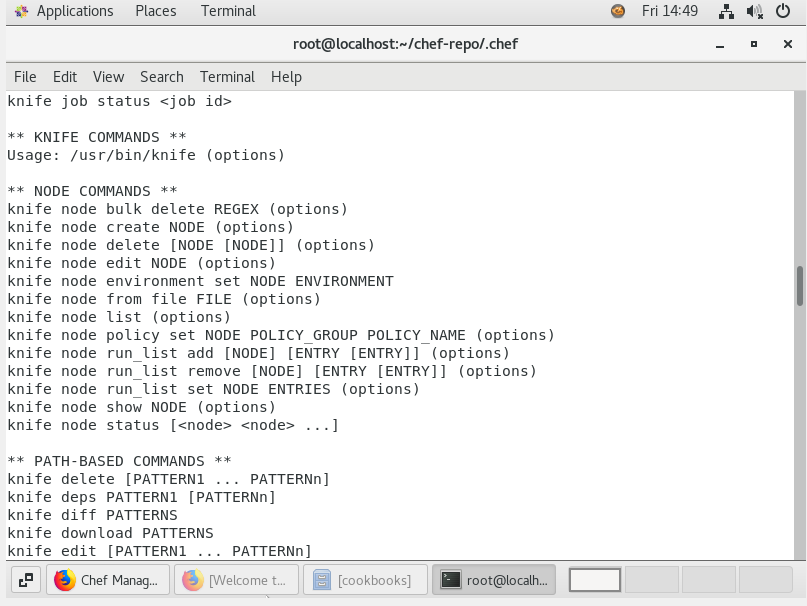 Applications Places Terminal Fri 14:49
root@localhost:~/chef-repo/.chef
File Edit View Search Terminal Help
knife job status <job id>
** KNIFE COMMANDS **
Usage: /usr/bin/knife (options)
** NODE COMMANDS **
knife node bulk delete REGEX (options)
knife node create NODE (options)
knife node delete [NODE [NODE]] (options)
knife node edit NODE (options)
knife node environment set NODE ENVIRONMENT
knife node from file FILE (options)
knife node list (options)
knife node policy set NODE POLICY_GROUP POLICY_NAME (options)
knife node run_list add [NODE] [ENTRY [ENTRY]] (options)
knife node run_list remove [NODE] [ENTRY [ENTRY]] (options)
knife node run_list set NODE ENTRIES (options)
knife node show NODE (options)
knife node status [<node> <node> ...]
** PATH-BASED COMMANDS **
knife delete [PATTERN1 ... PATTERNn]
knife deps PATTERN1 [PATTERNn]
knife diff PATTERNS
knife download PATTERNS
knife edit [PATTERN1 ... PATTERNn]
Chef Manag... [Welcome t... [cookbooks] root@localh...